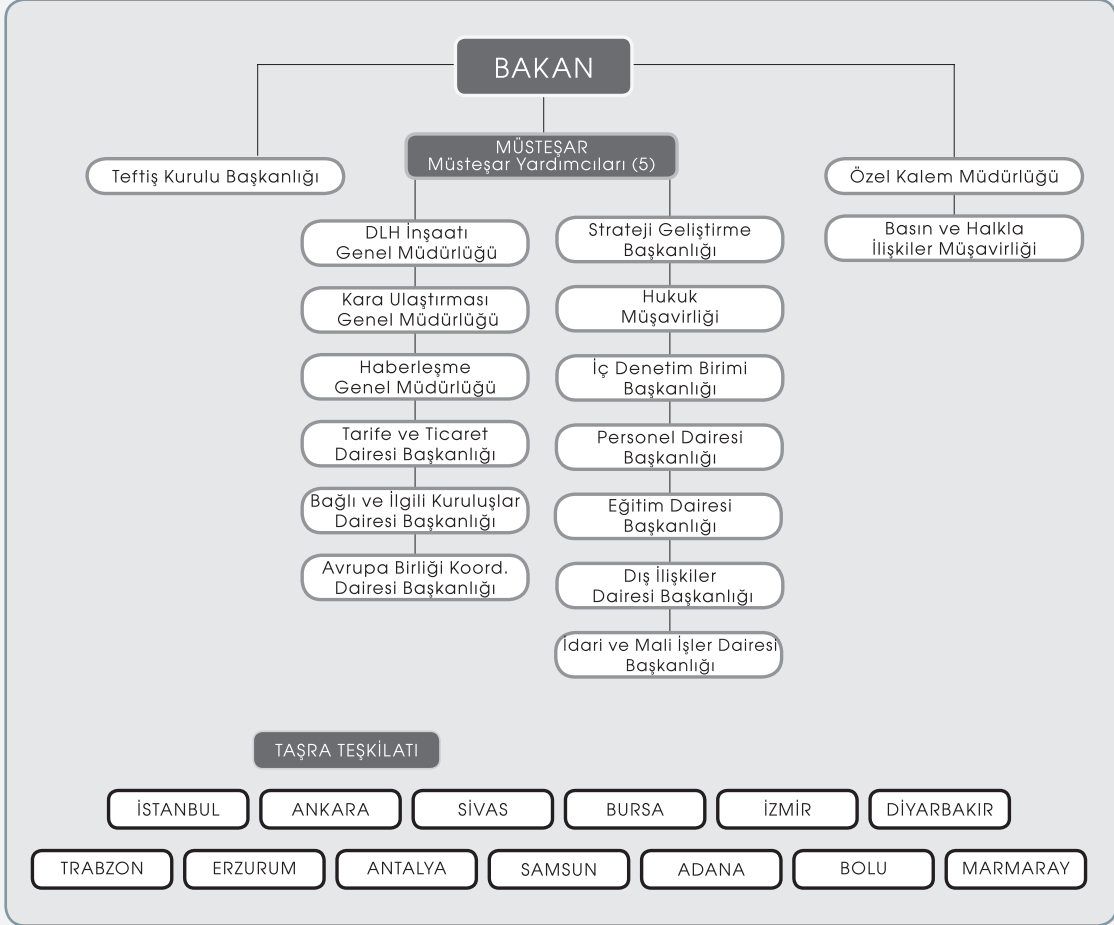 BAKAN
MÜSTEŞAR
Müsteşar Yardımcıları (5)
Teftiş Kurulu Başkanlığı
Özel Kalem Müdürlüğü
Basın ve Halkla
İlişkiler Müşavirliği
DLH İnşaatı
Genel Müdürlüğü
Kara Ulaştırması
Genel Müdürlüğü
Haberleşme
Genel Müdürlüğü
Tarife ve Ticaret
Dairesi Başkanlığı
Bağlı ve İlgili Kuruluşlar
Dairesi Başkanlığı
Avrupa Birliği Koord.
Dairesi Başkanlığı
Strateji Geliştirme
Başkanlığı
Hukuk
Müşavirliği
İç Denetim Birimi
Başkanlığı
Personel Dairesi
Başkanlığı
Eğitim Dairesi
Başkanlığı
Dış İlişkiler
Dairesi Başkanlığı
İdari ve Mali İşler Dairesi
Başkanlığı
TAŞRA TEŞKİLATI
İSTANBUL
ANKARA
SİVAS
BURSA
İZMİR
DİYARBAKIR
TRABZON
ERZURUM
ANTALYA
SAMSUN
ADANA
BOLU
MARMARAY